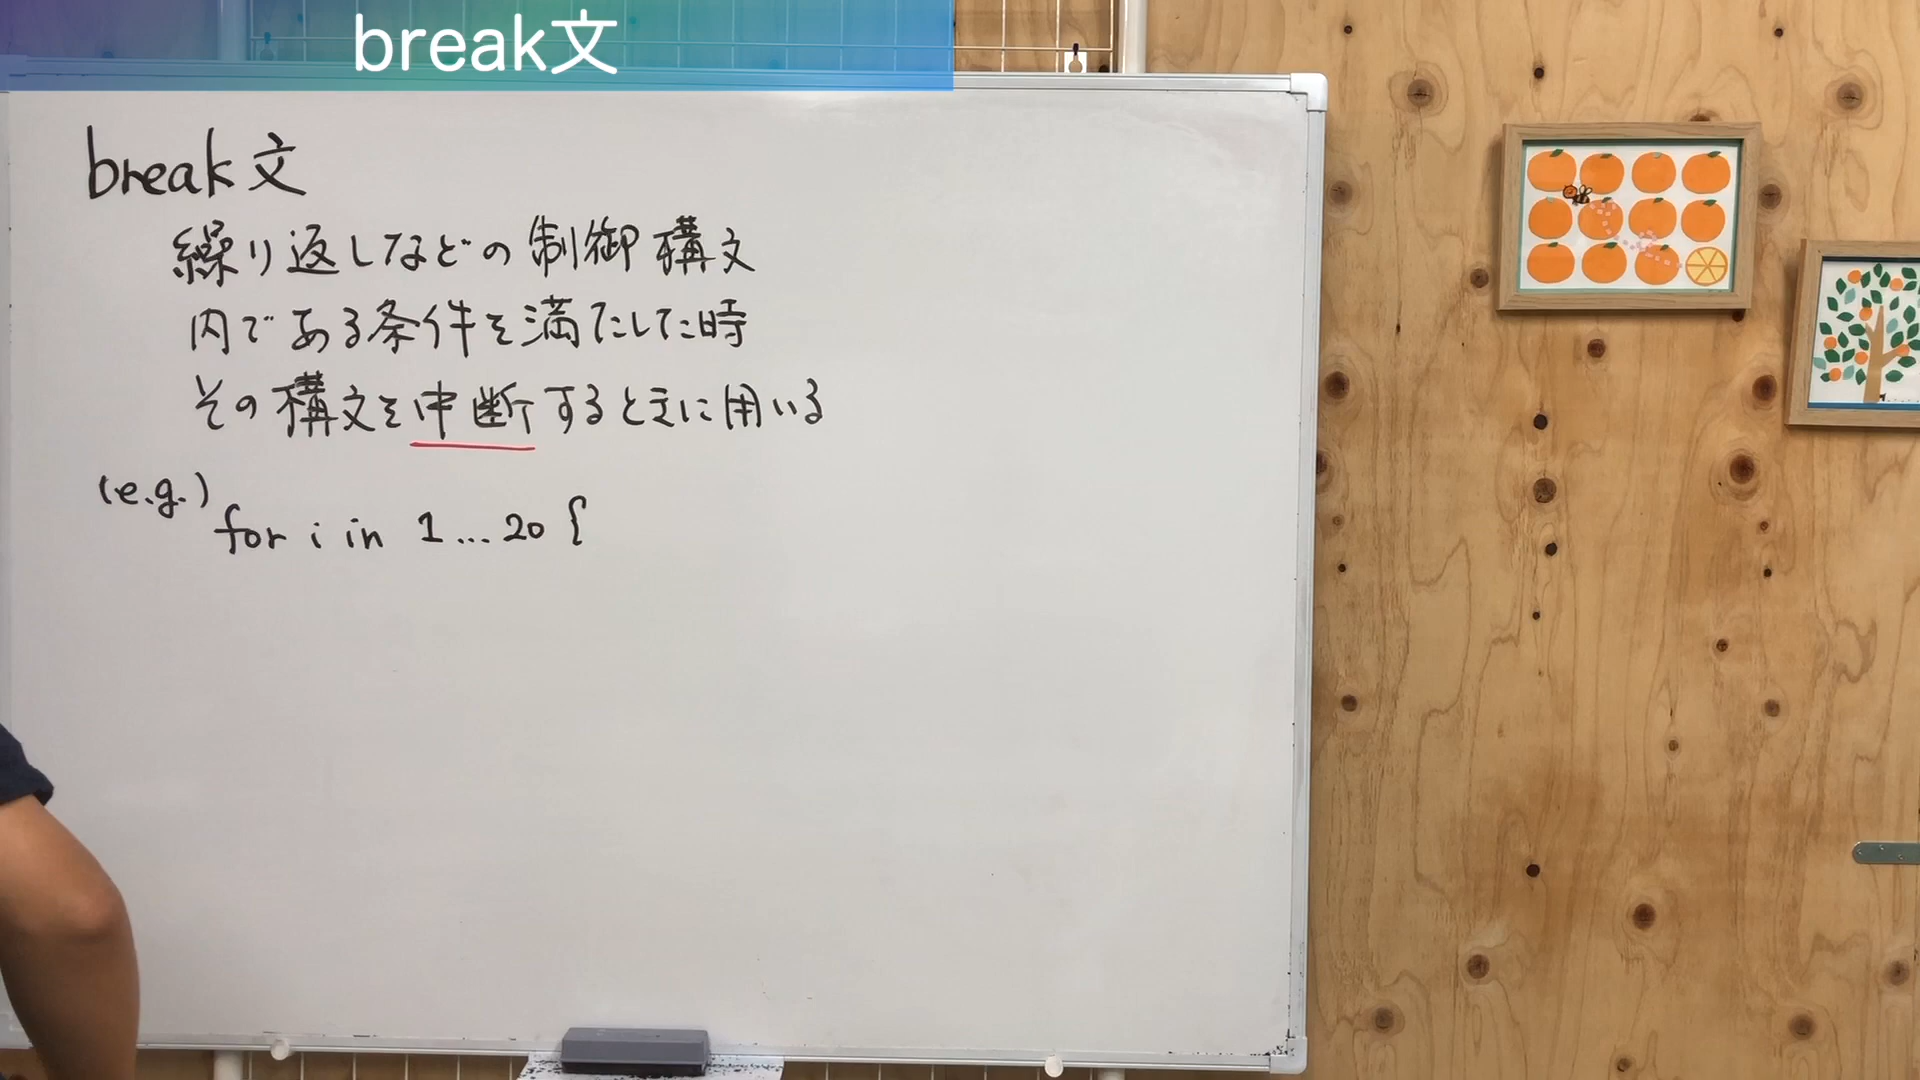 break文
break文
繰り返しなどの制御構文
内である条件を満たした時
その構文を中断するときに用いる
(e.g.)
for i in 1...20 {